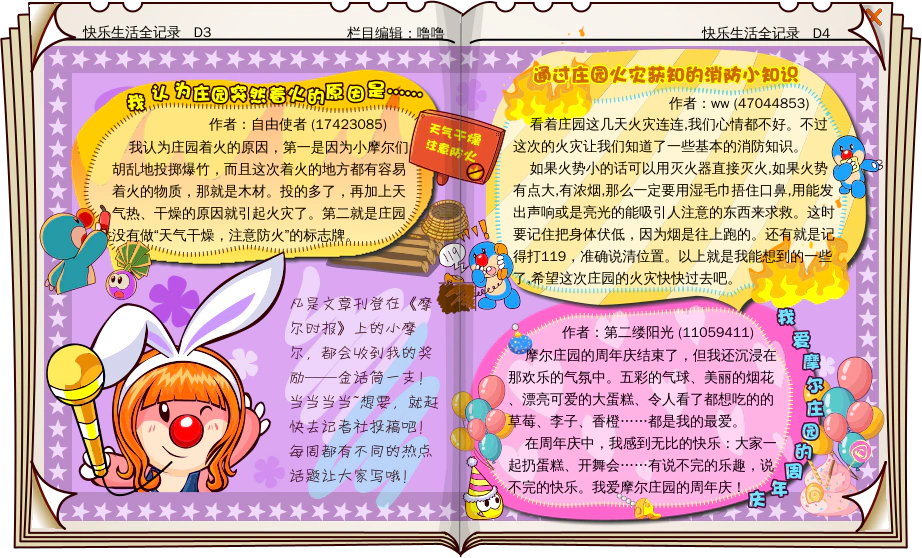 快乐生活全记录 D3
栏目编辑：噜噜
我认为庄园突然着火的原因是……
作者：自由使者 (17423085)
我认为庄园着火的原因，第一是因为小摩尔们
胡乱地投掷爆竹，而且这次着火的地方都有容易
着火的物质，那就是木材。投的多了，再加上天
气热、干燥的原因就引起火灾了。第二就是庄园
没有做“天气干燥，注意防火”的标志牌。
天气干燥
注意防火
凡是文章刊登在《摩
尔时报》上的小摩
尔，都会收到我的奖
励——金话筒一支！
当当当当~想要，就赶
快去记者社投稿吧！
每周都有不同的热点
话题让大家写哦！
快乐生活全记录 D4
通过庄园火灾获知的消防小知识
作者：ww (47044853)
看着庄园这几天火灾连连,我们心情都不好。不过
这次的火灾让我们知道了一些基本的消防知识。
如果火势小的话可以用灭火器直接灭火,如果火势
有点大,有浓烟,那么一定要用湿毛巾捂住口鼻,用能发
出声响或是亮光的能吸引人注意的东西来求救。这时
要记住把身体伏低，因为烟是往上跑的。还有就是记
得打119，准确说清位置。以上就是我能想到的一些
了,希望这次庄园的火灾快快过去吧。
119
我爱摩尔庄园的周年庆
作者：第二缕阳光 (11059411)
摩尔庄园的周年庆结束了，但我还沉浸在
那欢乐的气氛中。五彩的气球、美丽的烟花
、漂亮可爱的大蛋糕、令人看了都想吃的的
草莓、李子、香橙……都是我的最爱。
在周年庆中，我感到无比的快乐：大家一
起扔蛋糕、开舞会……有说不完的乐趣，说
不完的快乐。我爱摩尔庄园的周年庆！